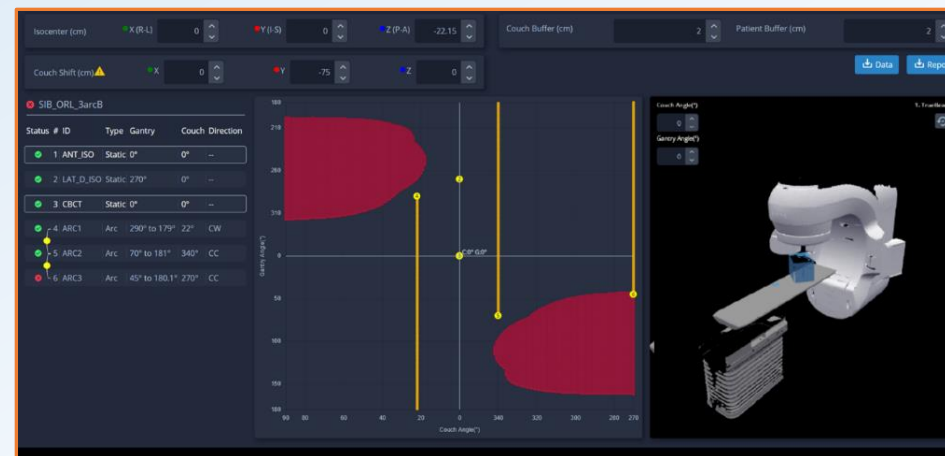 Isocenter (cm) X (R-L) 0 Y (I-S) 0 Z (P-A) -22.15 Couch Buffer (cm) 2 Patient Buffer (cm) 2
Couch Shift (cm) X 0 Y -75 Z 0 Data Repo
SIB_ORL_3arcB
Status # ID Type Gantry Couch Direction
1 ANT_ISO Static 0° 0° --
2 LAT_D_ISO Static 270° 0° --
3 CBCT Static 0° 0° --
4 ARC1 Arc 290° to 179° 22° CW
5 ARC2 Arc 70° to 181° 340° CC
6 ARC3 Arc 45° to 180.1° 270° CC
180
210
260
310
0
50
100
150
180
Gantry Angle(°)
C:0° G:0°
90 80 60 40 20 0 340 320 300 280 270
Couch Angle(°)
Couch Angle(°)
0
Gantry Angle(°)
0